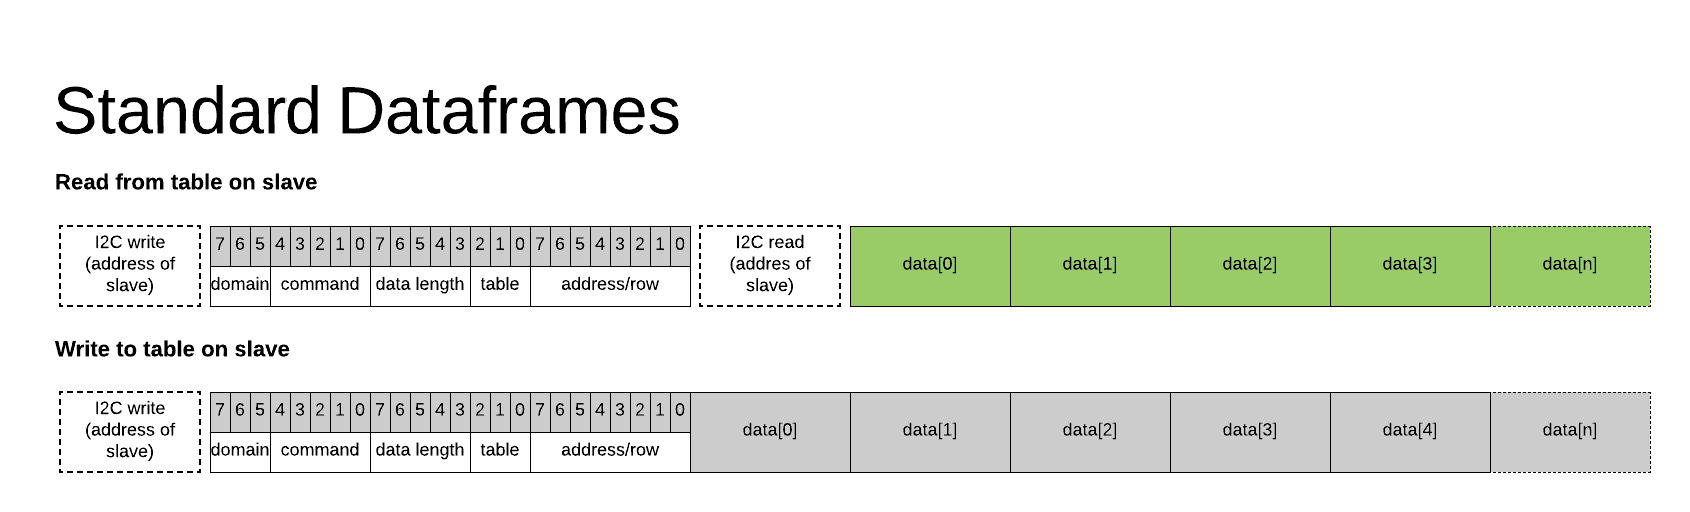 Standard Dataframes
Read from table on slave
I2C write
(address of
slave)
7 6 5 4 3 2 1 0 7 6 5 4 3 2 1 0 7 6 5 4 3 2 1 0
domain command data length table address/row
I2C read
(addres of
slave)
data[0] data[1] data[2] data[3] data[n]
Write to table on slave
I2C write
(address of
slave)
7 6 5 4 3 2 1 0 7 6 5 4 3 2 1 0 7 6 5 4 3 2 1 0
domain command data length table address/row
data[0] data[1] data[2] data[3] data[4] data[n]